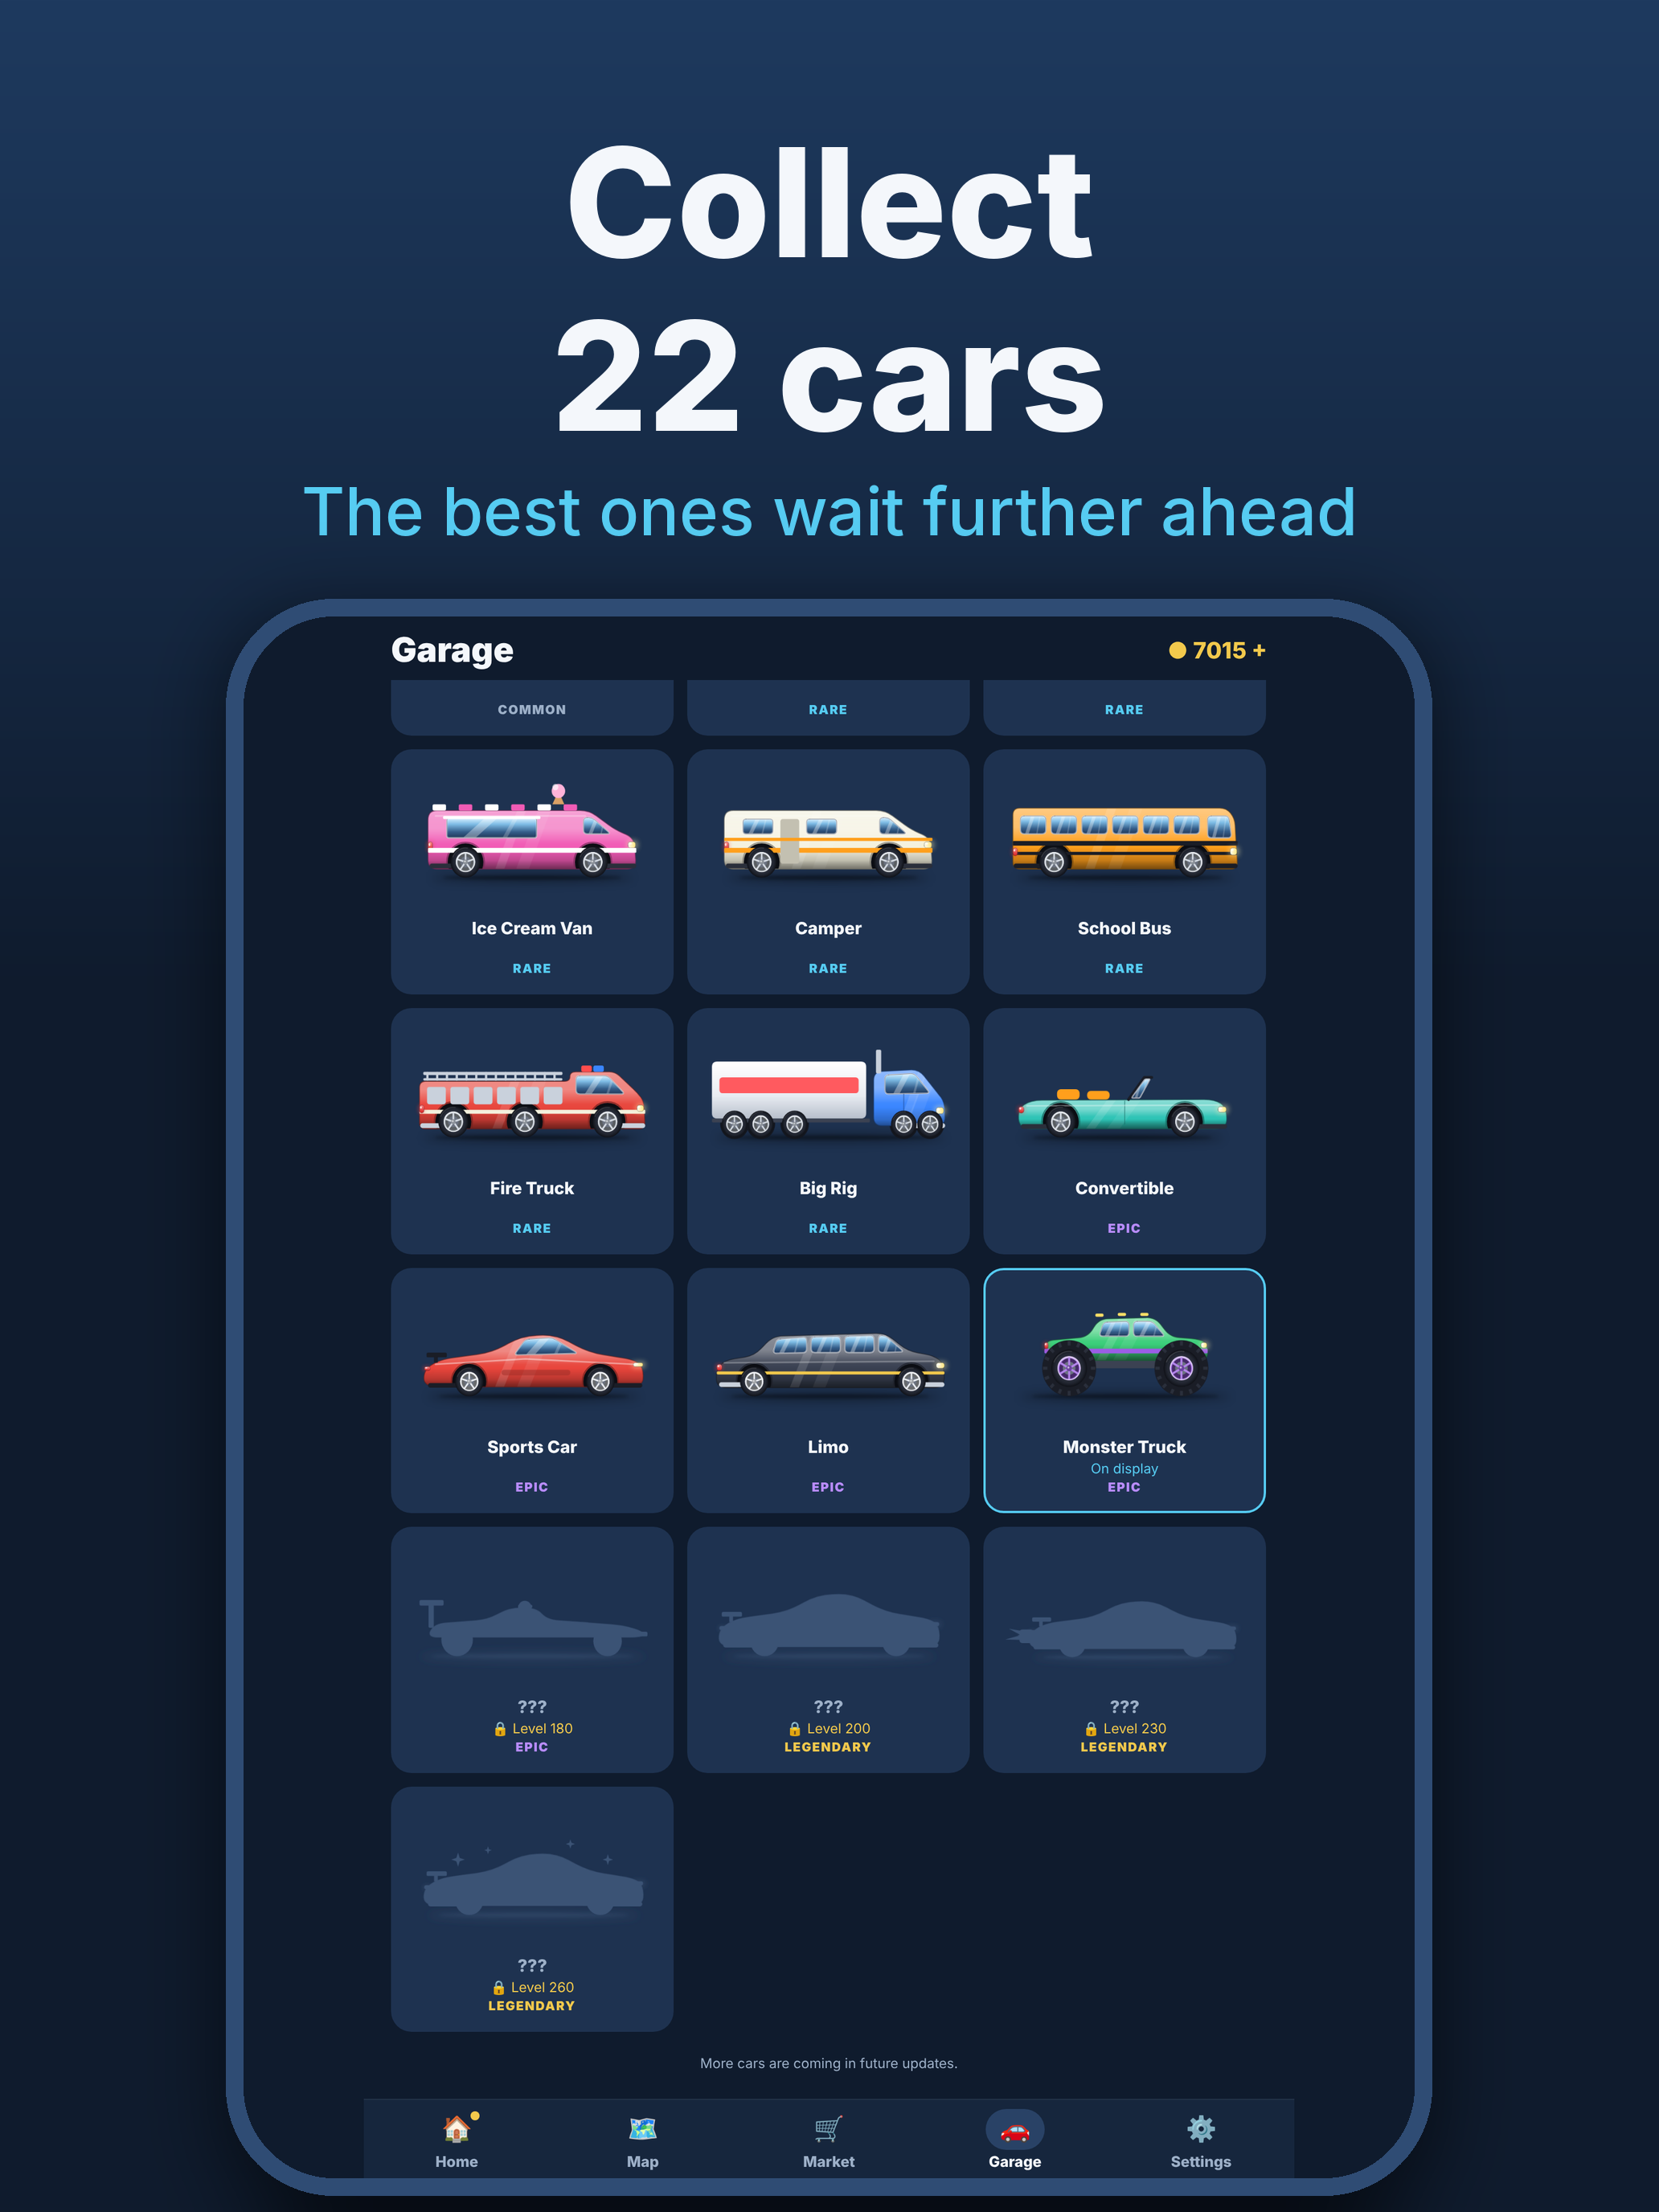 Collect
22 cars
The best ones wait further ahead
Garage
7015 +
COMMON
RARE
RARE
Ice Cream Van
RARE
Camper
RARE
School Bus
RARE
Fire Truck
RARE
Big Rig
RARE
Convertible
EPIC
Sports Car
EPIC
Limo
EPIC
Monster Truck
On display
EPIC
???
Level 180
EPIC
???
Level 200
LEGENDARY
???
Level 230
LEGENDARY
???
Level 260
LEGENDARY
More cars are coming in future updates.
Home
Map
Market
Garage
Settings